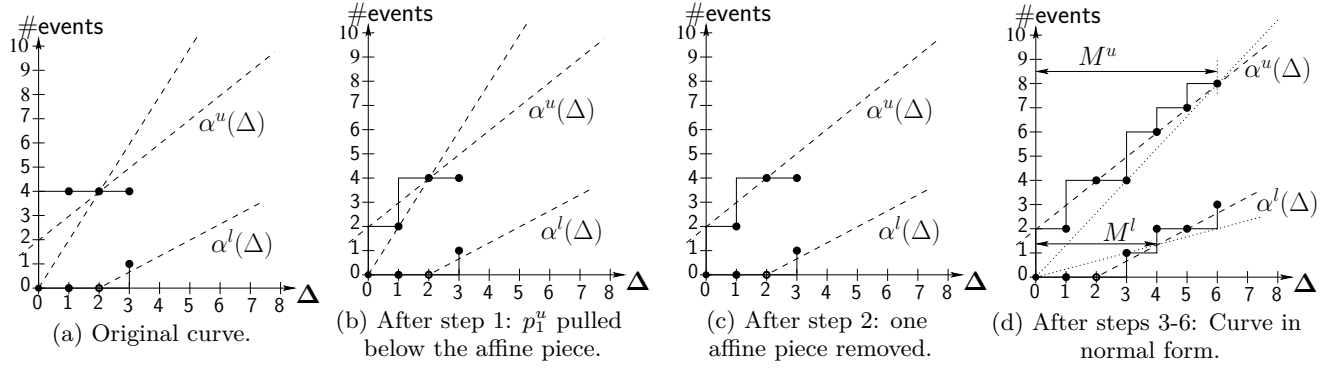 #events
10
9
8
7
6
5
4
3
2
1
0
0 1 2 3 4 5 6 7 8
Δ
α^u(Δ)
α^l(Δ)
(a) Original curve.
#events
10
9
8
7
6
5
4
3
2
1
0
0 1 2 3 4 5 6 7 8
Δ
α^u(Δ)
α^l(Δ)
(b) After step 1: p_1^u pulled
below the affine piece.
#events
10
9
8
7
6
5
4
3
2
1
0
0 1 2 3 4 5 6 7 8
Δ
α^u(Δ)
α^l(Δ)
(c) After step 2: one
affine piece removed.
#events
10
9
8
7
6
5
4
3
2
1
0
0 1 2 3 4 5 6 7 8
Δ
M^u
α^u(Δ)
M^l
α^l(Δ)
(d) After steps 3-6: Curve in
normal form.